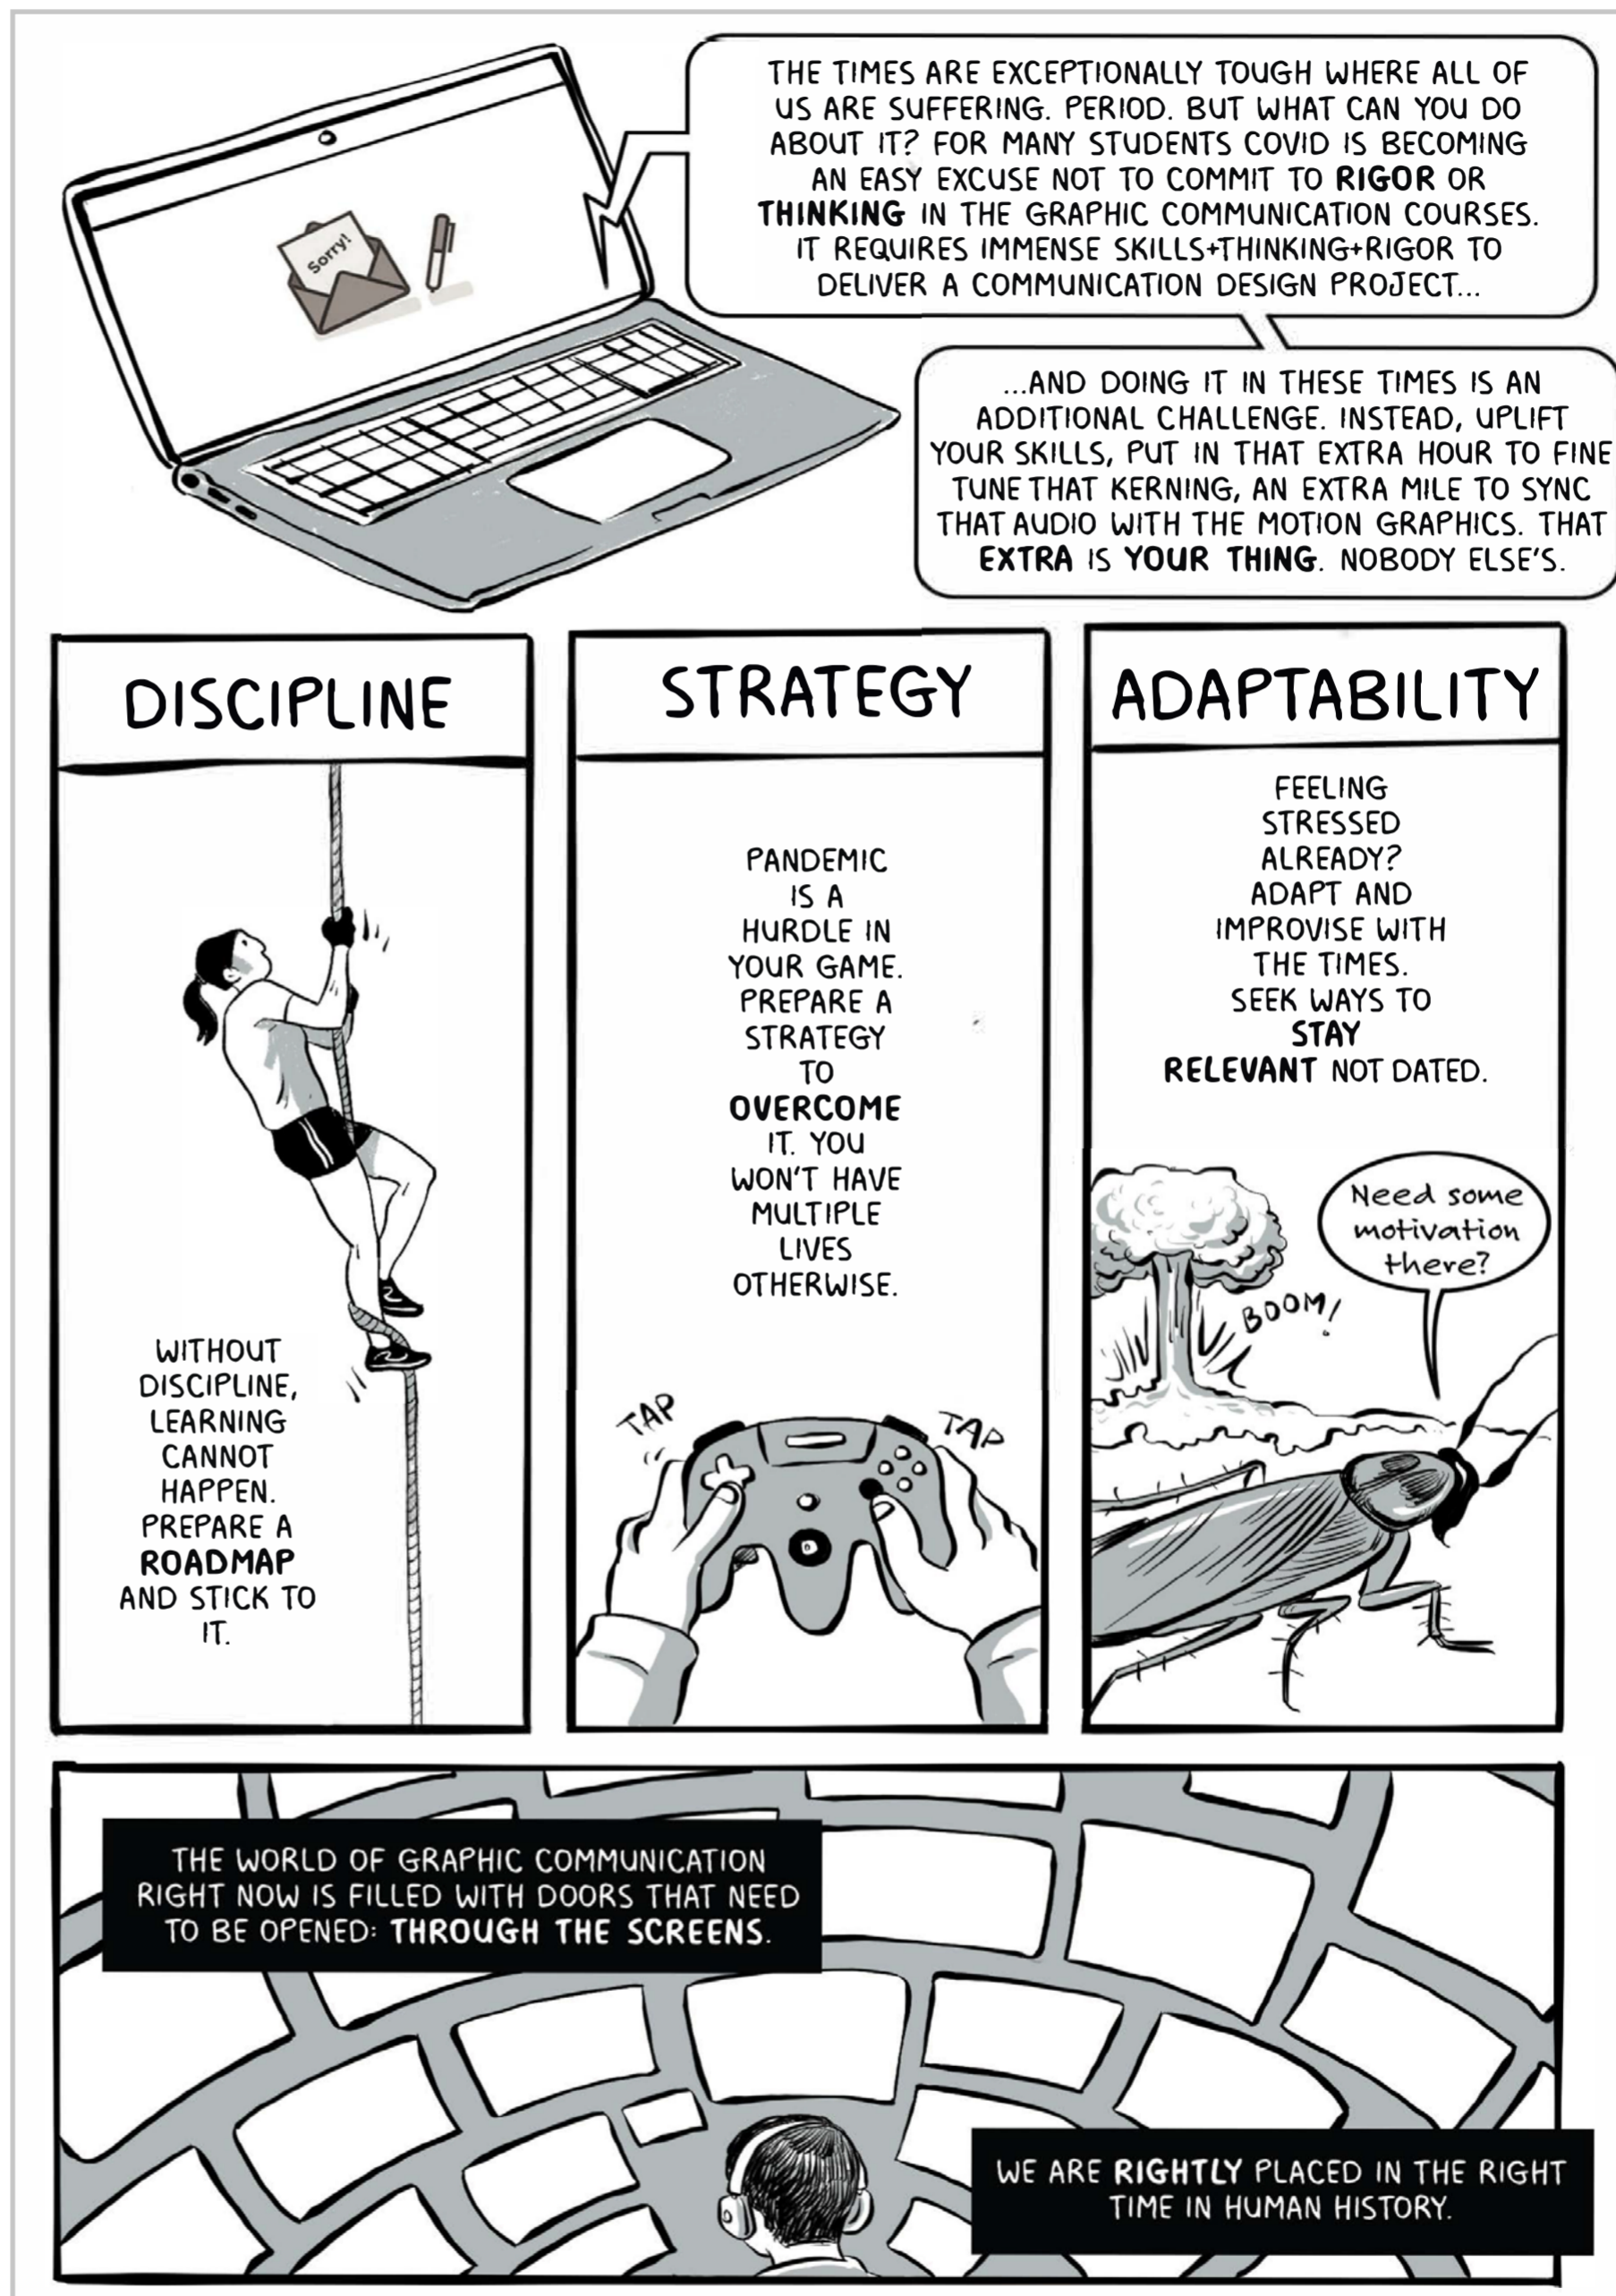 Sorry!
THE TIMES ARE EXCEPTIONALLY TOUGH WHERE ALL OF
US ARE SUFFERING. PERIOD. BUT WHAT CAN YOU DO
ABOUT IT? FOR MANY STUDENTS COVID IS BECOMING
AN EASY EXCUSE NOT TO COMMIT TO RIGOR OR
THINKING IN THE GRAPHIC COMMUNICATION COURSES.
IT REQUIRES IMMENSE SKILLS+THINKING+RIGOR TO
DELIVER A COMMUNICATION DESIGN PROJECT...
...AND DOING IT IN THESE TIMES IS AN
ADDITIONAL CHALLENGE. INSTEAD, UPLIFT
YOUR SKILLS, PUT IN THAT EXTRA HOUR TO FINE
TUNE THAT KERNING, AN EXTRA MILE TO SYNC
THAT AUDIO WITH THE MOTION GRAPHICS. THAT
EXTRA IS YOUR THING. NOBODY ELSE'S.
DISCIPLINE
WITHOUT
DISCIPLINE,
LEARNING
CANNOT
HAPPEN.
PREPARE A
ROADMAP
AND STICK TO
IT.
STRATEGY
PANDEMIC
IS A
HURDLE IN
YOUR GAME.
PREPARE A
STRATEGY
TO
OVERCOME
IT. YOU
WON'T HAVE
MULTIPLE
LIVES
OTHERWISE.
TAP
TAP
ADAPTABILITY
FEELING
STRESSED
ALREADY?
ADAPT AND
IMPROVISE WITH
THE TIMES.
SEEK WAYS TO
STAY
RELEVANT NOT DATED.
Need some
motivation
there?
BOOM!
THE WORLD OF GRAPHIC COMMUNICATION
RIGHT NOW IS FILLED WITH DOORS THAT NEED
TO BE OPENED: THROUGH THE SCREENS.
WE ARE RIGHTLY PLACED IN THE RIGHT
TIME IN HUMAN HISTORY.